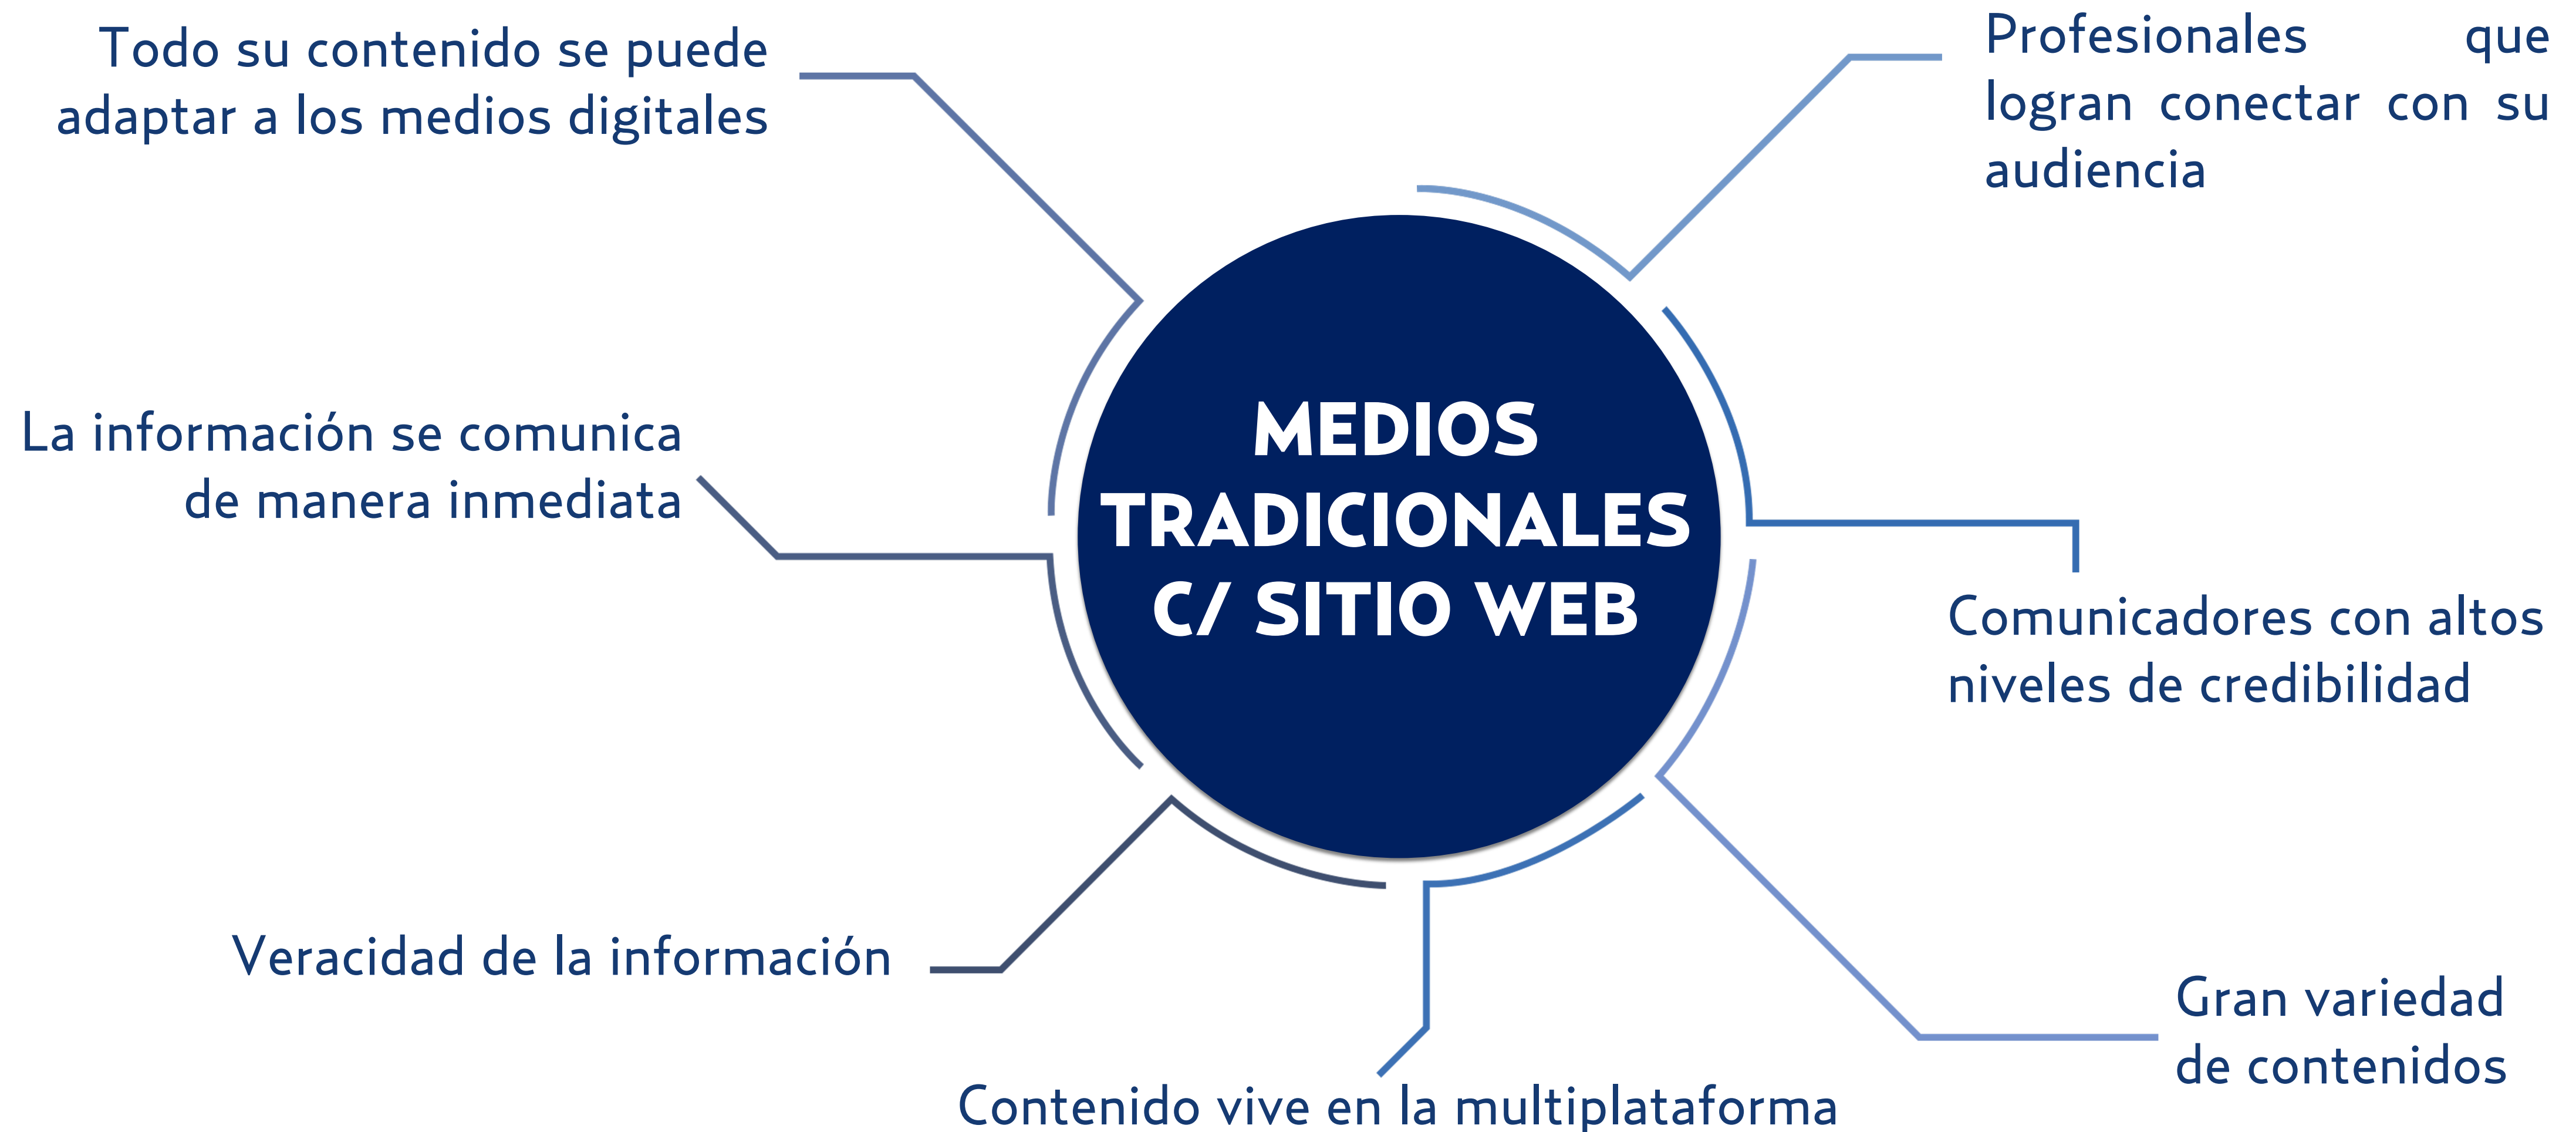 Todo su contenido se puede
adaptar a los medios digitales
Profesionales que
logran conectar con su
audiencia
La información se comunica
de manera inmediata
MEDIOS
TRADICIONALES
C/ SITIO WEB
Comunicadores con altos
niveles de credibilidad
Veracidad de la información
Gran variedad
de contenidos
Contenido vive en la multiplataforma